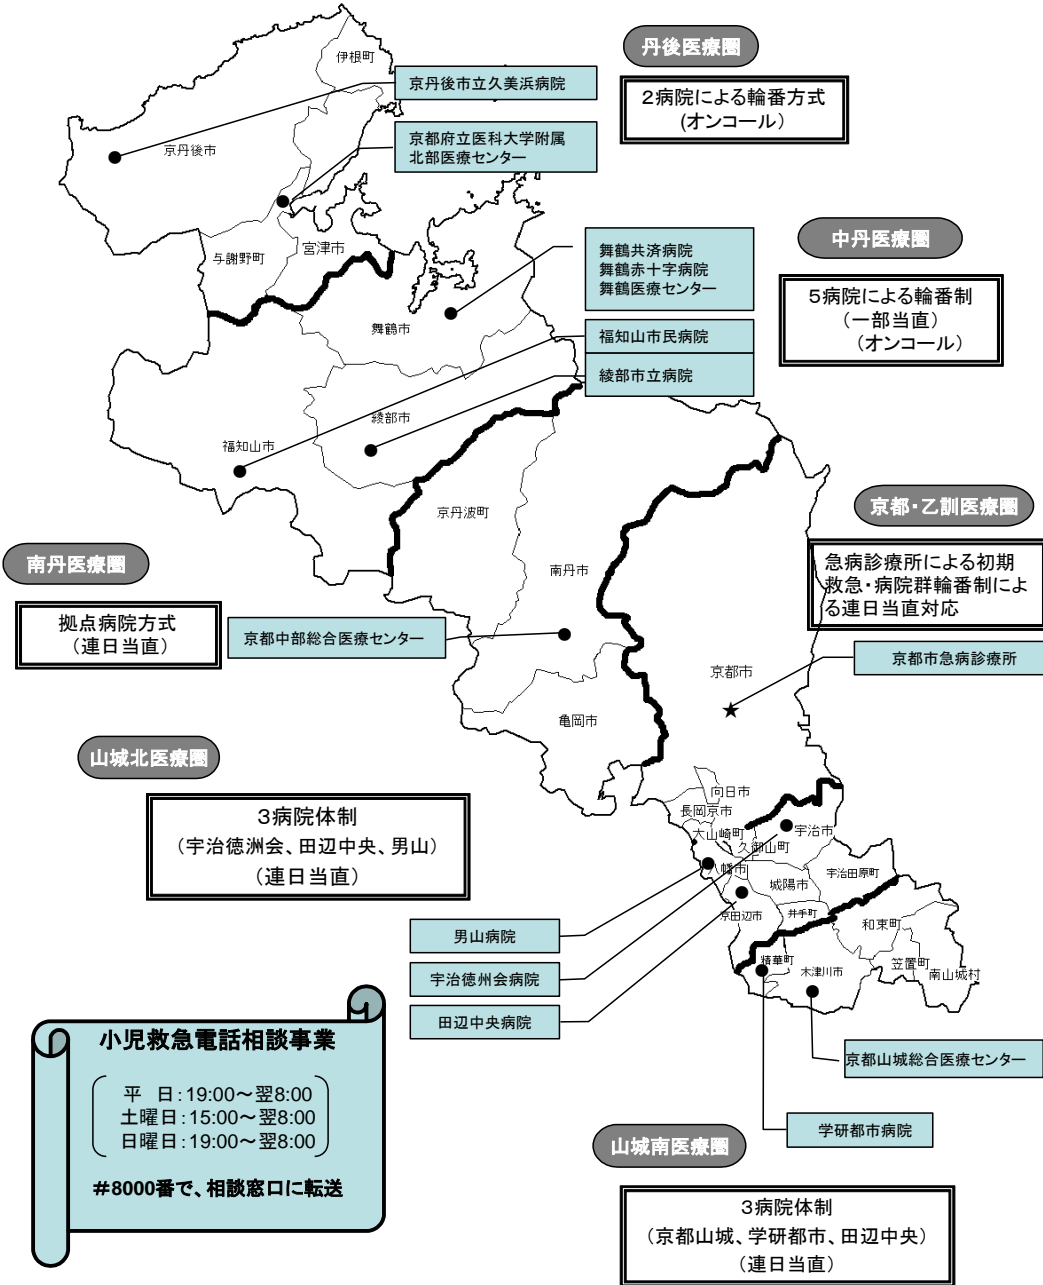 丹後医療圏
2病院による輪番方式
(オンコール)
伊根町
京丹後市立久美浜病院
京都府立医科大学附属
北部医療センター
京丹後市
与謝野町
宮津市
中丹医療圏
5病院による輪番制
(一部当直)
(オンコール)
舞鶴共済病院
舞鶴赤十字病院
舞鶴医療センター
福知山市民病院
綾部市立病院
舞鶴市
綾部市
福知山市
京丹波町
南丹市
京都・乙訓医療圏
急病診療所による初期
救急・病院群輪番制によ
る連日当直対応
京都市急病診療所
京都市
★
南丹医療圏
拠点病院方式
(連日当直)
京都中部総合医療センター
亀岡市
山城北医療圏
3病院体制
(宇治徳洲会、田辺中央、男山)
(連日当直)
向日市
長岡京市
大山崎町
宇治市
久御山町
八幡市
城陽市
宇治田原町
京田辺市
井手町
和束町
精華町
木津川市
笠置町
南山城村
男山病院
宇治徳洲会病院
田辺中央病院
京都山城総合医療センター
学研都市病院
小児救急電話相談事業
平 日:19:00～翌8:00
土曜日:15:00～翌8:00
日曜日:19:00～翌8:00
#8000番で、相談窓口に転送
山城南医療圏
3病院体制
(京都山城、学研都市、田辺中央)
(連日当直)